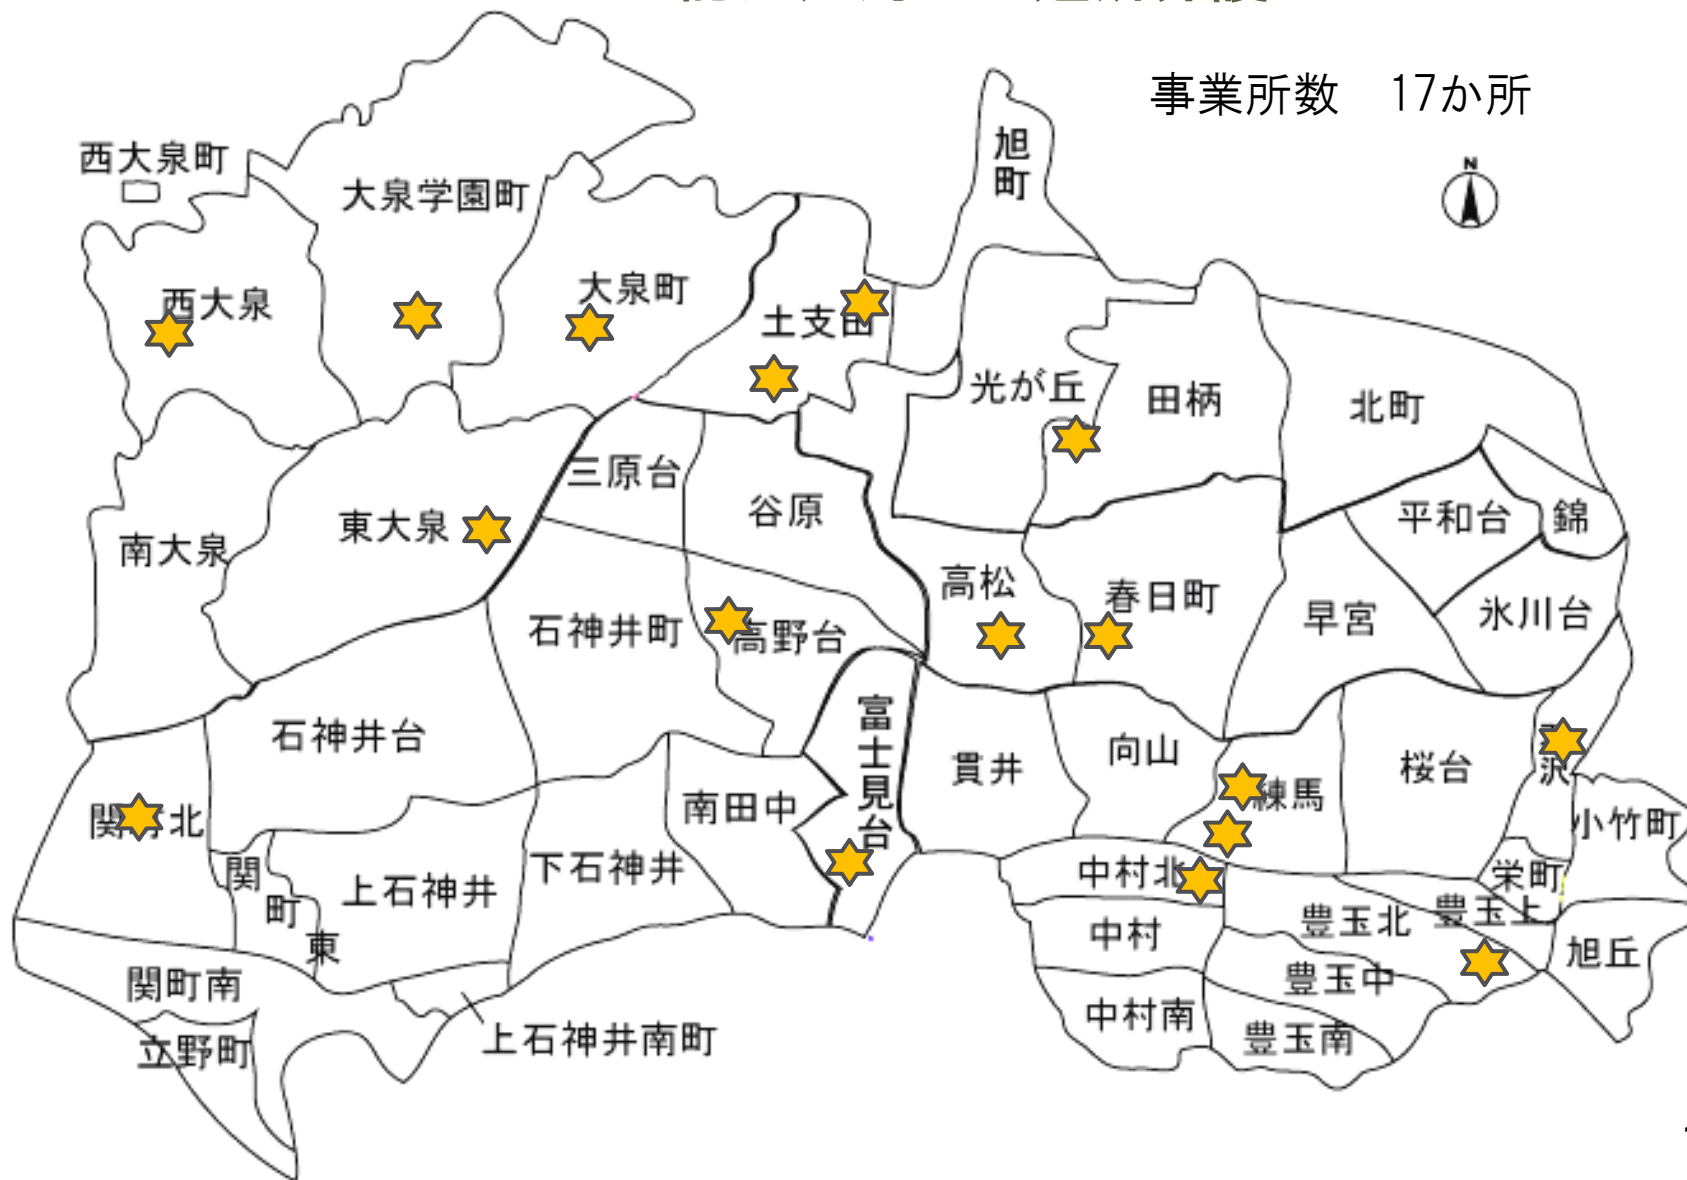 事業所数 17か所
N
旭町
西大泉町
大泉学園町
大泉町
西大泉
土支田
光が丘
田柄
北町
三原台
谷原
平和台
錦
東大泉
南大泉
高松
春日町
早宮
氷川台
石神井町
高野台
富士見台
石神井台
貫井
向山
練馬
桜台
沢
小竹町
南田中
関
北
関町東
上石神井
下石神井
中村北
栄町
豊玉上
豊玉北
中村
旭丘
豊玉中
関町南
中村南
豊玉南
立野町
上石神井南町